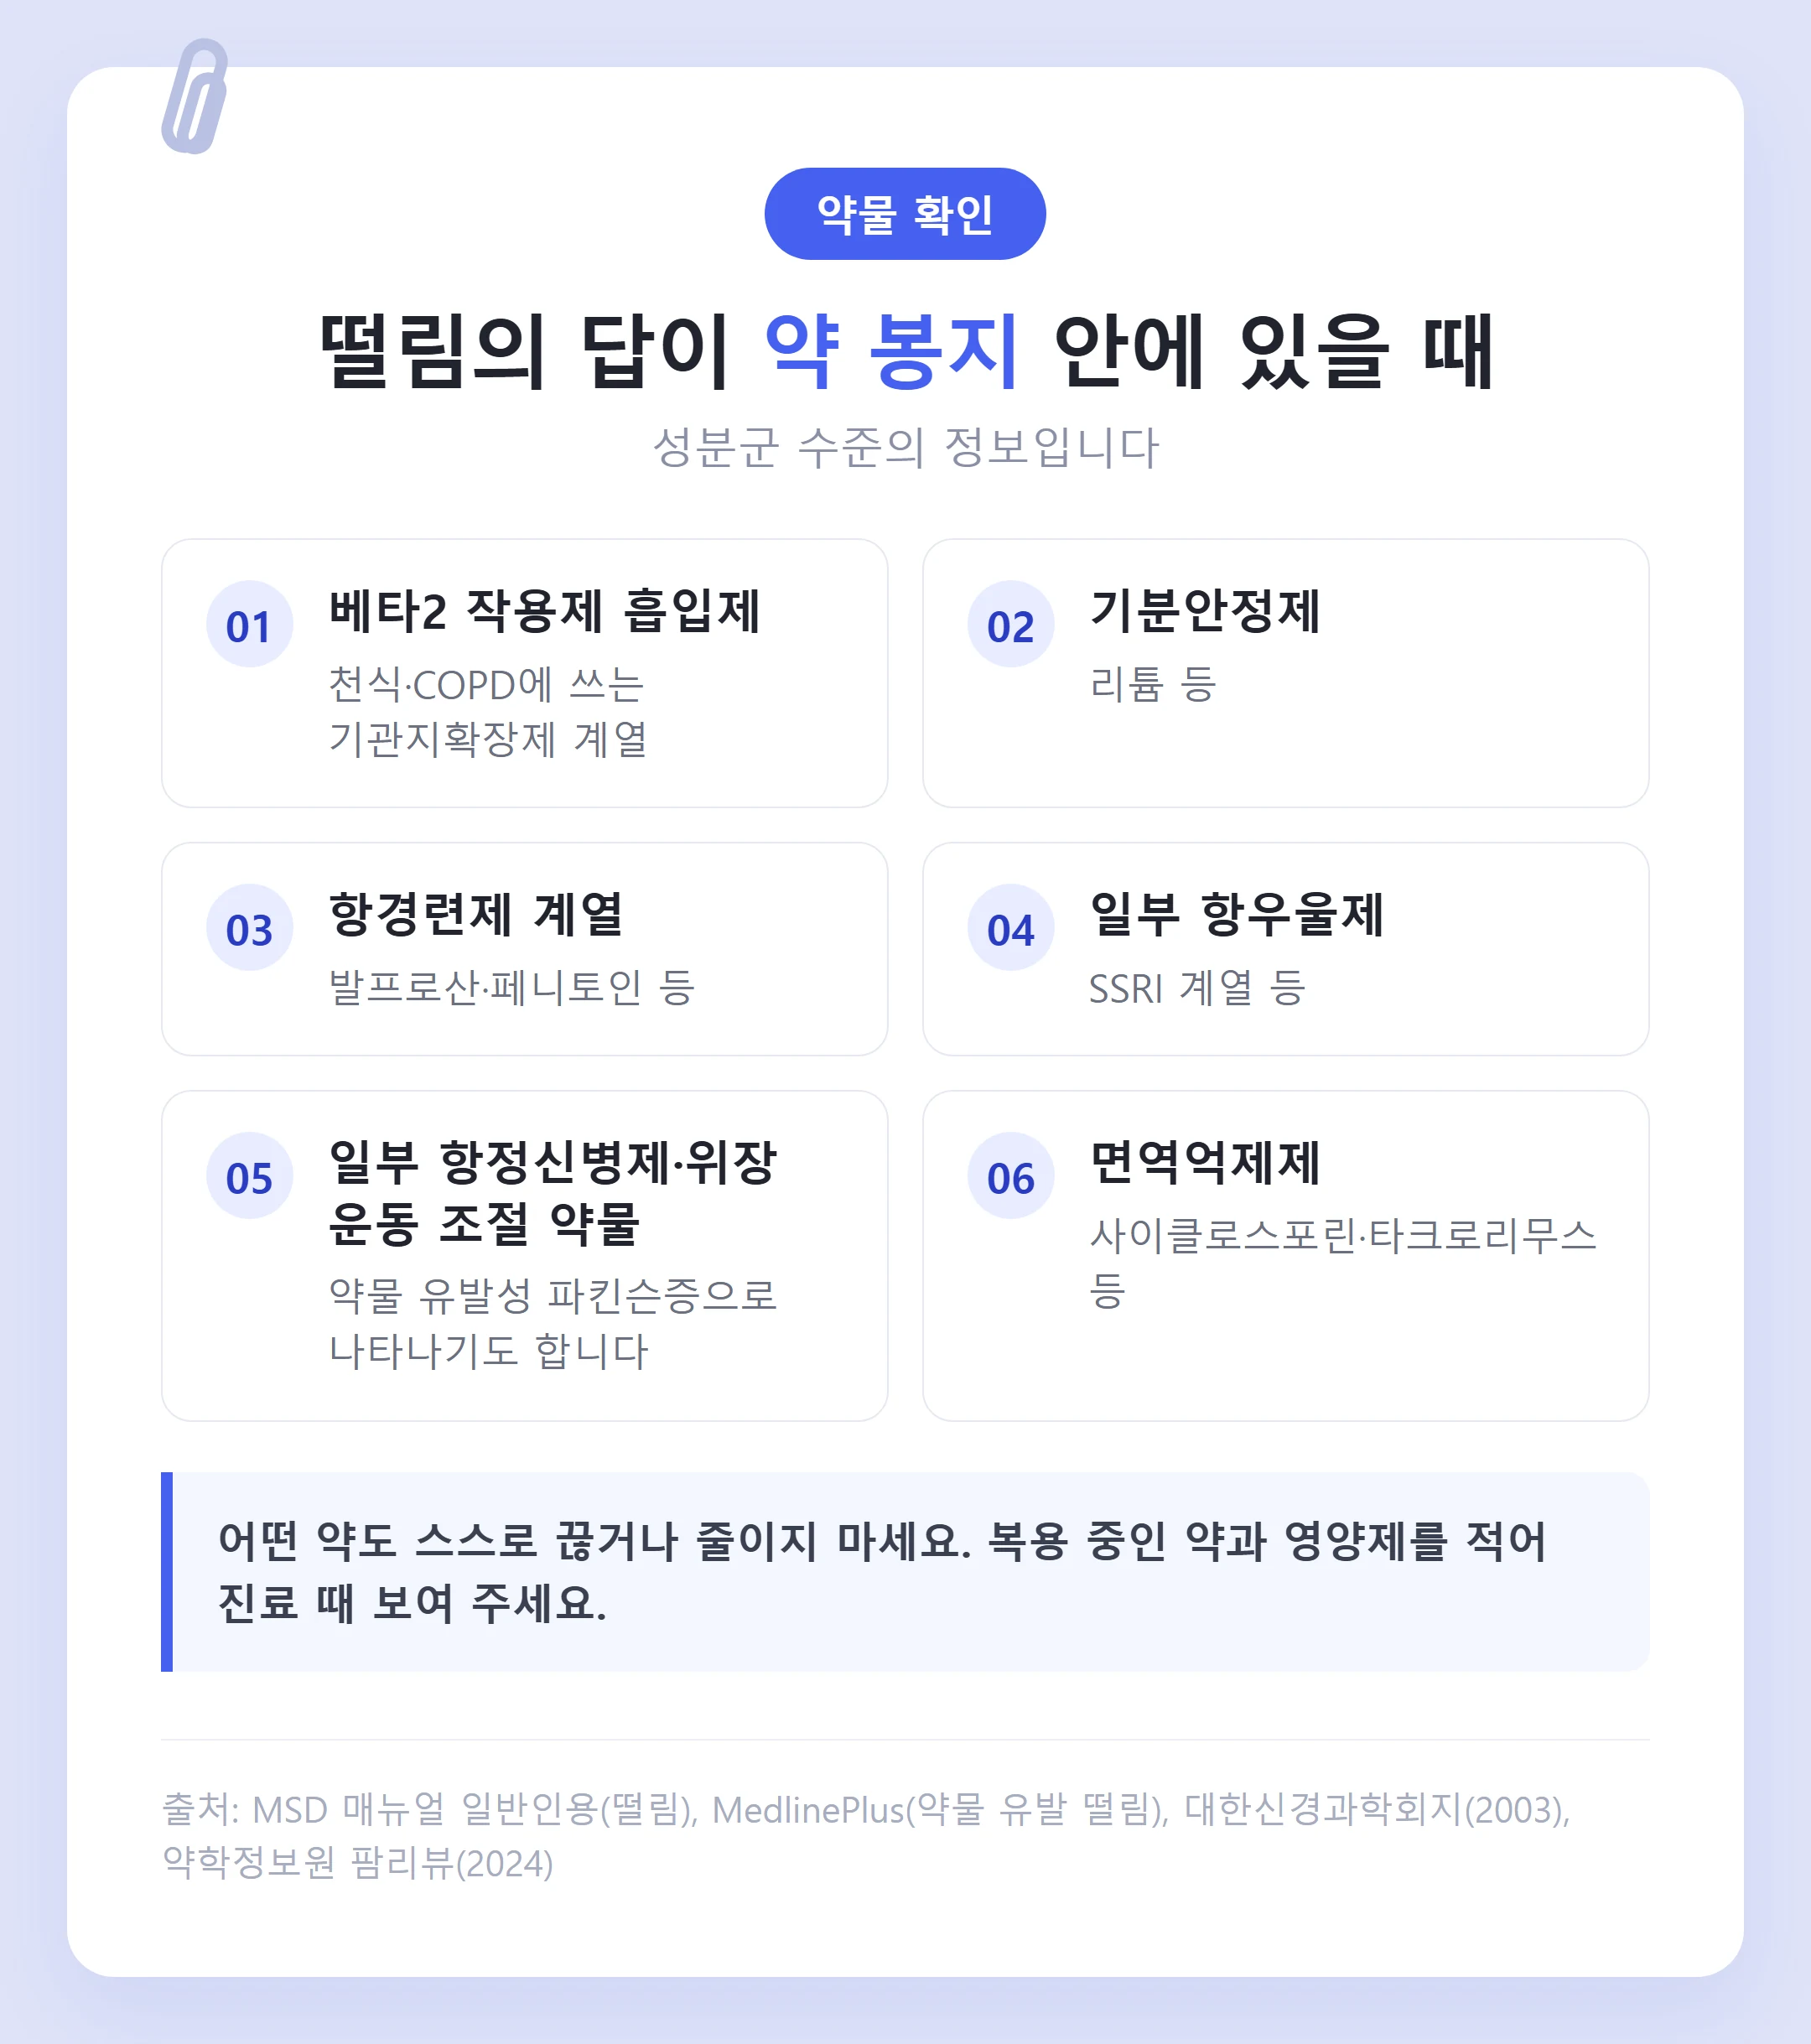 약물 확인
떨림의 답이 약 봉지 안에 있을 때
성분군 수준의 정보입니다
01
베타2 작용제 흡입제
천식·COPD에 쓰는
기관지확장제 계열
02
기분안정제
리튬 등
03
항경련제 계열
발프로산·페니토인 등
04
일부 항우울제
SSRI 계열 등
05
일부 항정신병제·위장
운동 조절 약물
약물 유발성 파킨슨증으로
나타나기도 합니다
06
면역억제제
사이클로스포린·타크로리무스
등
어떤 약도 스스로 끊거나 줄이지 마세요. 복용 중인 약과 영양제를 적어
진료 때 보여 주세요.
출처: MSD 매뉴얼 일반인용(떨림), MedlinePlus(약물 유발 떨림), 대한신경과학회지(2003),
약학정보원 팜리뷰(2024)